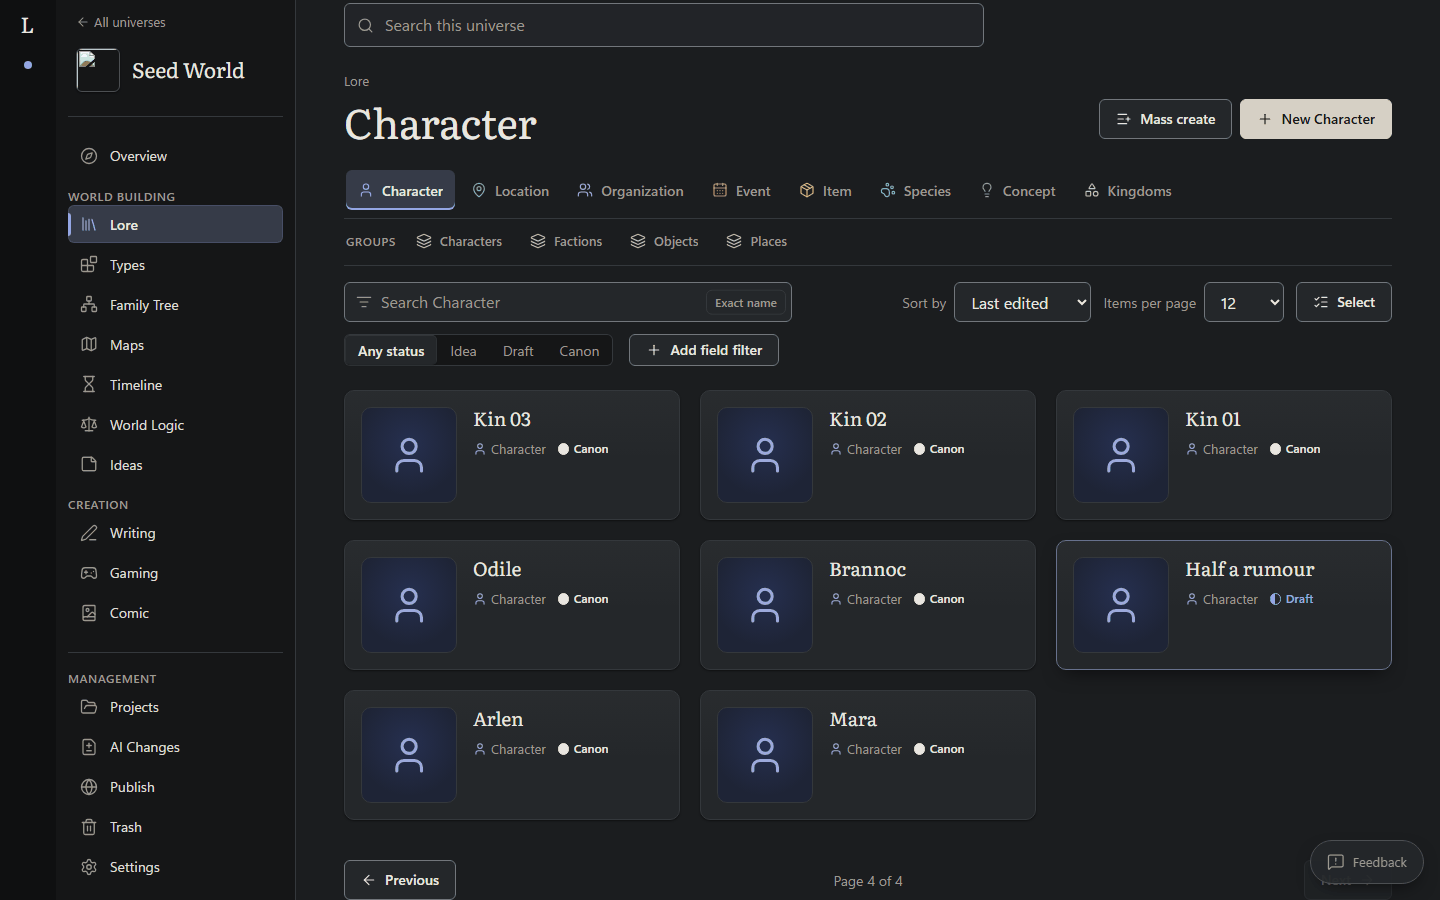 L
All universes
Seed World
Overview
WORLD BUILDING
Lore
Types
Family Tree
Maps
Timeline
World Logic
Ideas
CREATION
Writing
Gaming
Comic
MANAGEMENT
Projects
AI Changes
Publish
Trash
Settings
Search this universe
Lore
Character
Mass create
New Character
Character Location Organization Event Item Species Concept Kingdoms
GROUPS Characters Factions Objects Places
Search Character Exact name
Sort by Last edited Items per page 12 Select
Any status Idea Draft Canon Add field filter
Kin 03
Character Canon
Kin 02
Character Canon
Kin 01
Character Canon
Odile
Character Canon
Brannoc
Character Canon
Half a rumour
Character Draft
Arlen
Character Canon
Mara
Character Canon
Previous
Page 4 of 4
Feedback